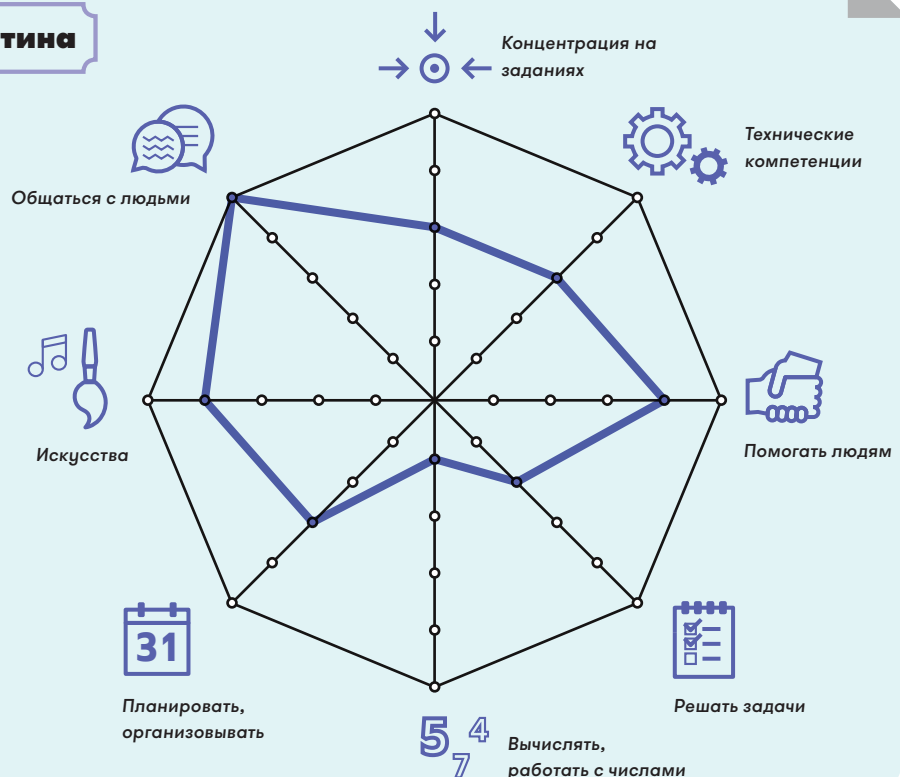 тина
Концентрация на
заданиях
Технические
компетенции
Общаться с людьми
Искусства
Помогать людям
31
Планировать,
организовывать
Решать задачи
5 4
7
Вычислять,
работать с числами